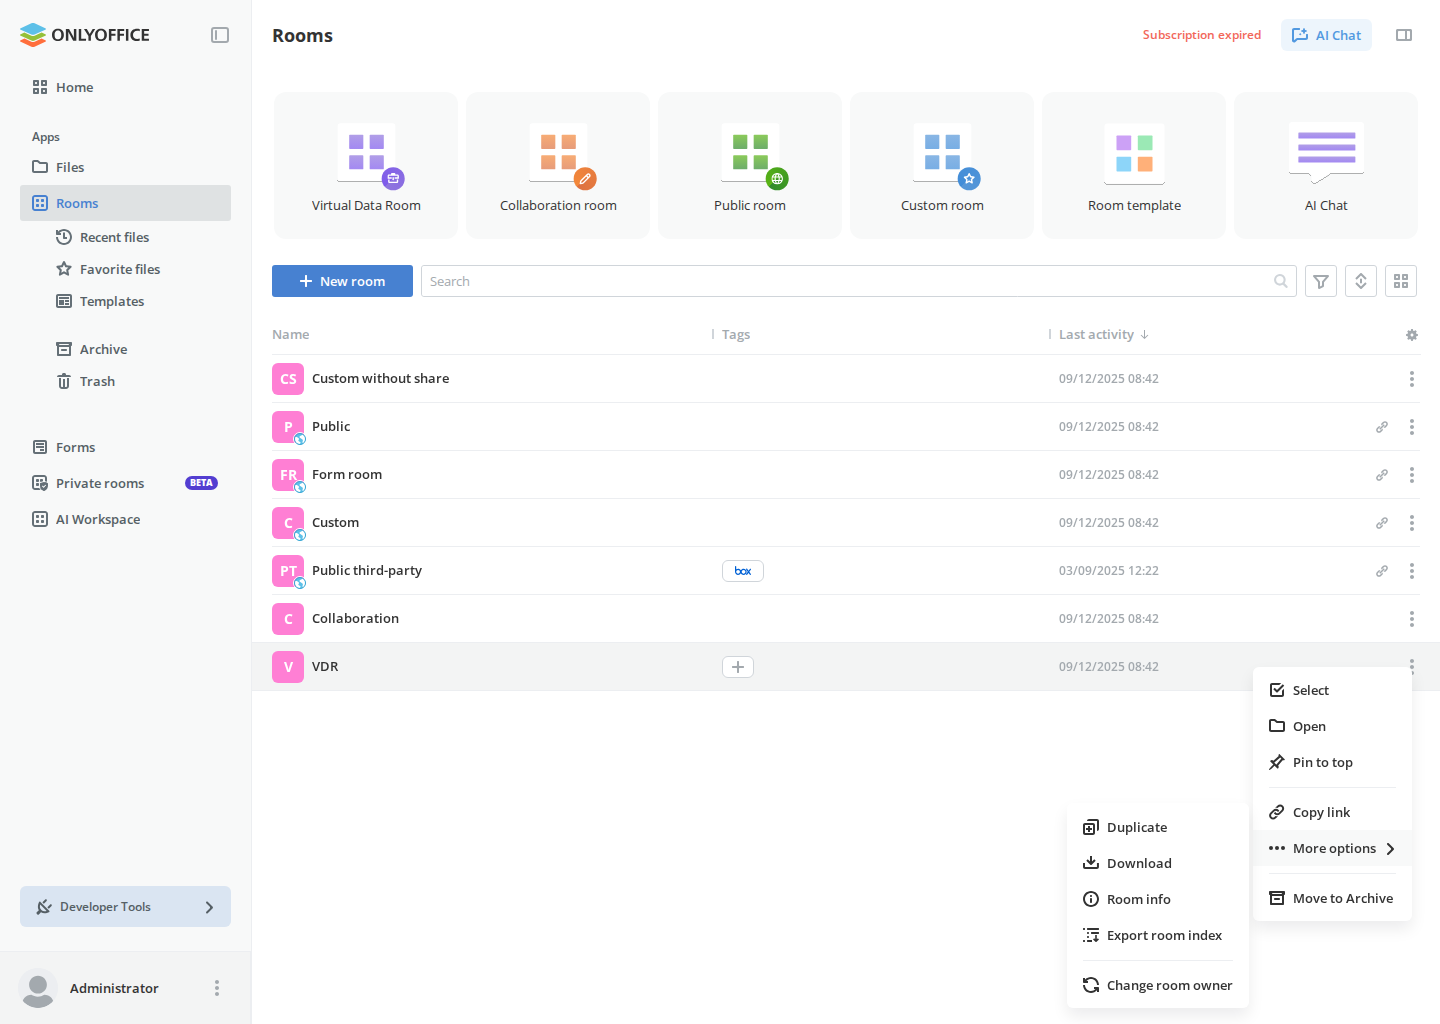 ONLYOFFICE
Home
Apps
Files
Rooms
Recent files
Favorite files
Templates
Archive
Trash
Forms
Private rooms BETA
AI Workspace
Developer Tools
Administrator
Rooms
Subscription expired AI Chat
Virtual Data Room
Collaboration room
Public room
Custom room
Room template
AI Chat
New room Search
Name Tags Last activity
CS Custom without share 09/12/2025 08:42
P Public 09/12/2025 08:42
FR Form room 09/12/2025 08:42
C Custom 09/12/2025 08:42
PT Public third-party box 03/09/2025 12:22
C Collaboration 09/12/2025 08:42
V VDR 09/12/2025 08:42
Select
Open
Pin to top
Copy link
More options
Move to Archive
Duplicate
Download
Room info
Export room index
Change room owner